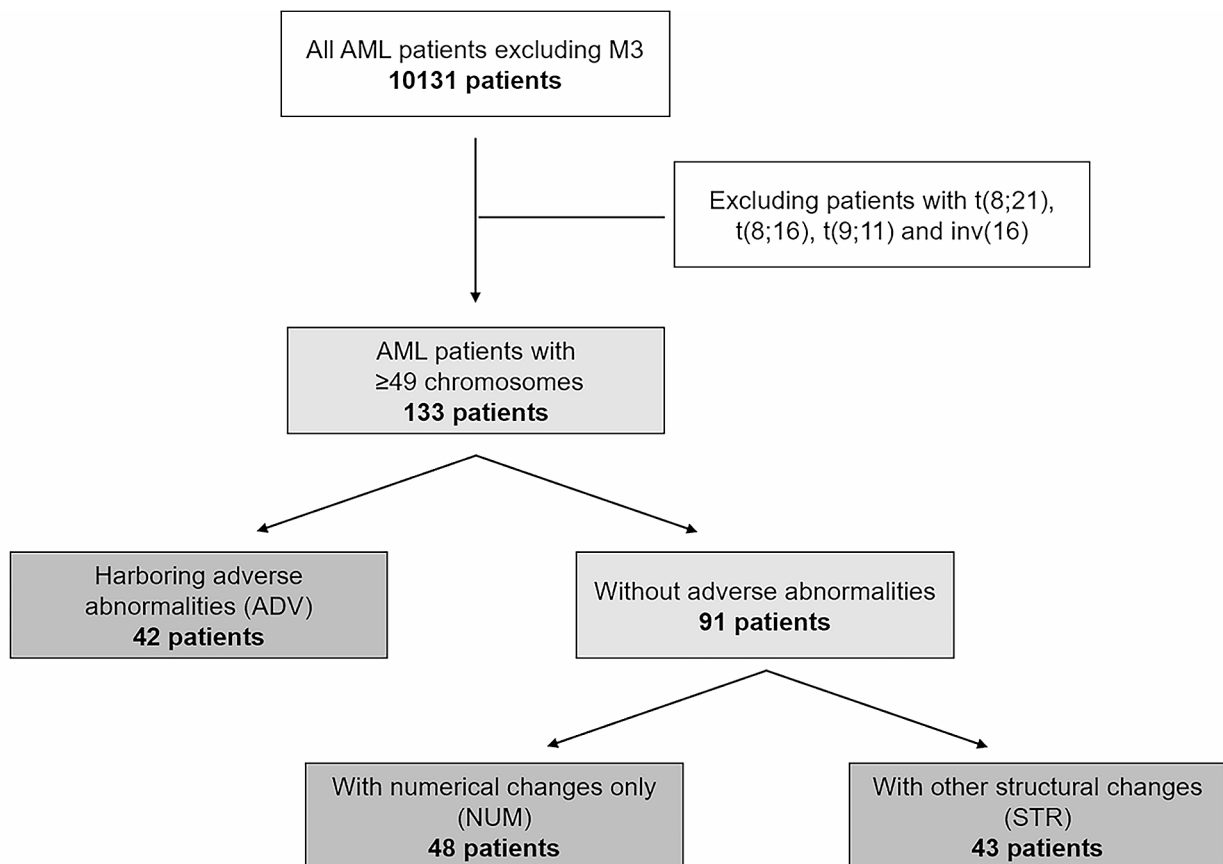 All AML patients excluding M3
10131 patients
Excluding patients with t(8;21),
t(8;16), t(9;11) and inv(16)
AML patients with
≥49 chromosomes
133 patients
Harboring adverse
abnormalities (ADV)
42 patients
Without adverse abnormalities
91 patients
With numerical changes only
(NUM)
48 patients
With other structural changes
(STR)
43 patients